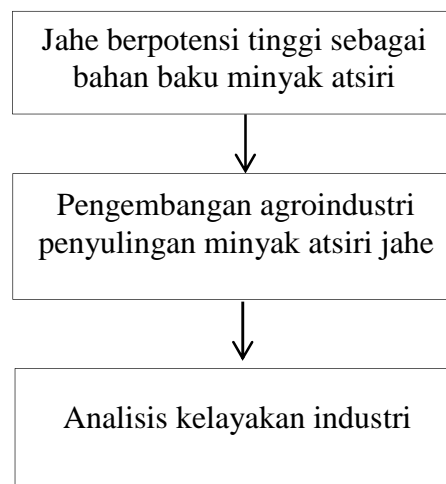 Jahe berpotensi tinggi sebagai
bahan baku minyak atsiri
Pengembangan agroindustri
penyulingan minyak atsiri jahe
Analisis kelayakan industri